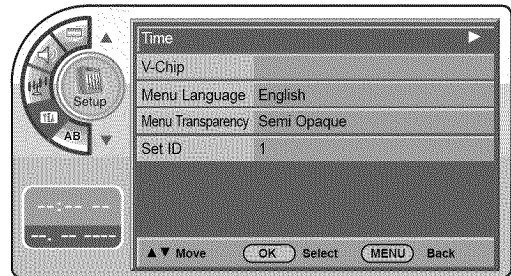 Setup
AB
--:-- --
--. -- ----
Time
V-Chip
Menu Language English
Menu Transparency Semi Opaque
Set ID 1
▲▼ Move OK Select MENU Back